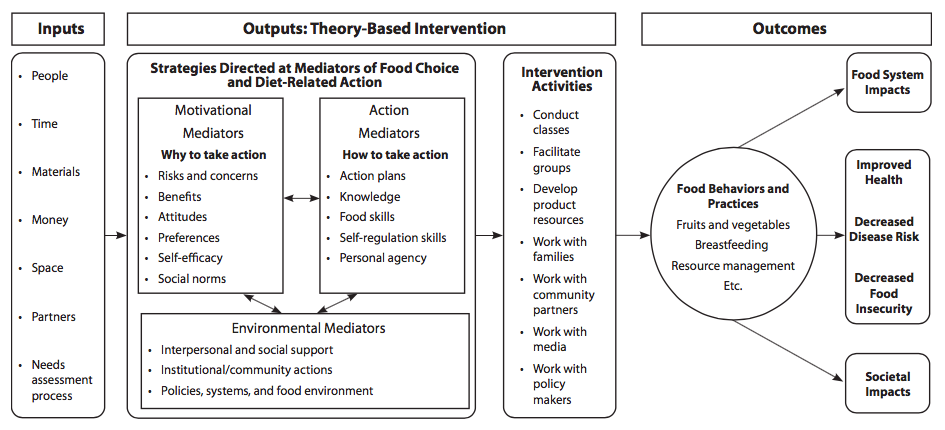 Inputs
Outputs: Theory-Based Intervention
Outcomes
• People
• Time
• Materials
• Money
• Space
• Partners
• Needs
assessment
process
Strategies Directed at Mediators of Food Choice
and Diet-Related Action
Motivational
Mediators
Why to take action
• Risks and concerns
• Benefits
• Attitudes
• Preferences
• Self-efficacy
• Social norms
Action
Mediators
How to take action
• Action plans
• Knowledge
• Food skills
• Self-regulation skills
• Personal agency
Environmental Mediators
• Interpersonal and social support
• Institutional/community actions
• Policies, systems, and food environment
Intervention
Activities
• Conduct
classes
• Facilitate
groups
• Develop
product
resources
• Work with
families
• Work with
community
partners
• Work with
media
• Work with
policy
makers
Food Behaviors and
Practices
Fruits and vegetables
Breastfeeding
Resource management
Etc.
Food System
Impacts
Improved
Health
Decreased
Disease Risk
Decreased
Food
Insecurity
Societal
Impacts